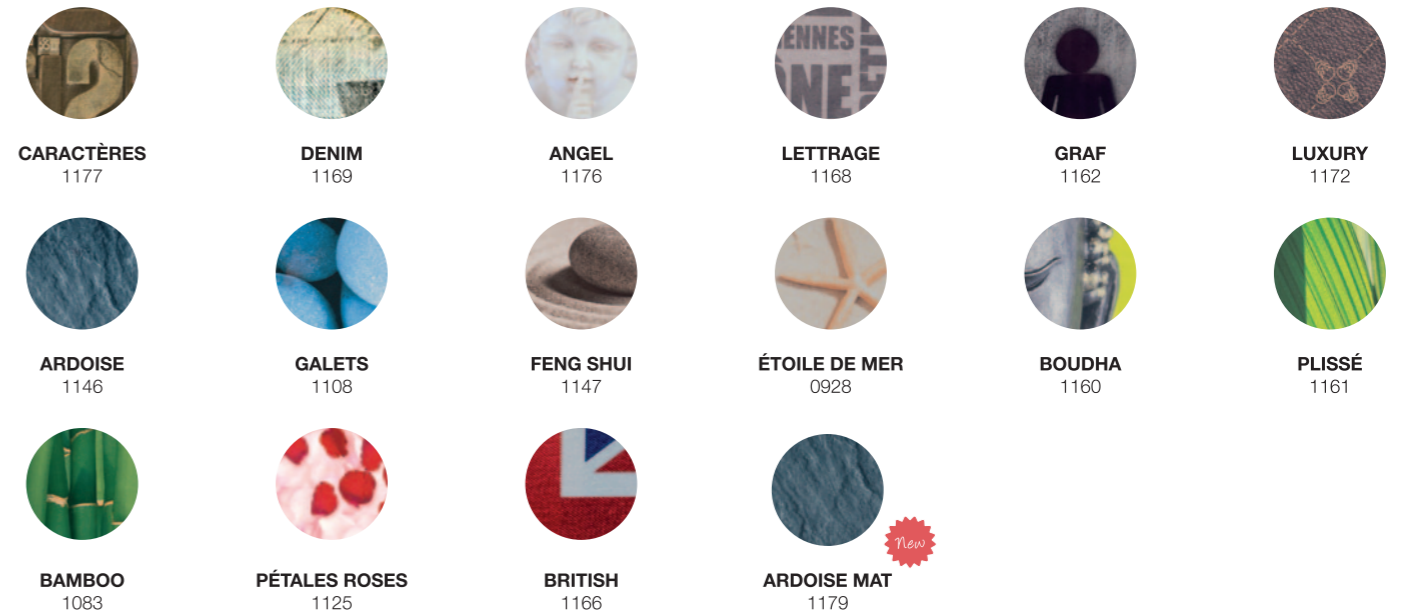 ENNES
CARACTÈRES
1177
DENIM
1169
ANGEL
1176
LETTRAGE
1168
GRAF
1162
LUXURY
1172
ARDOISE
1146
GALETS
1108
FENG SHUI
1147
ÉTOILE DE MER
0928
BOUDHA
1160
PLISSÉ
1161
BAMBOO
1083
PÉTALES ROSES
1125
BRITISH
1166
New
ARDOISE MAT
1179